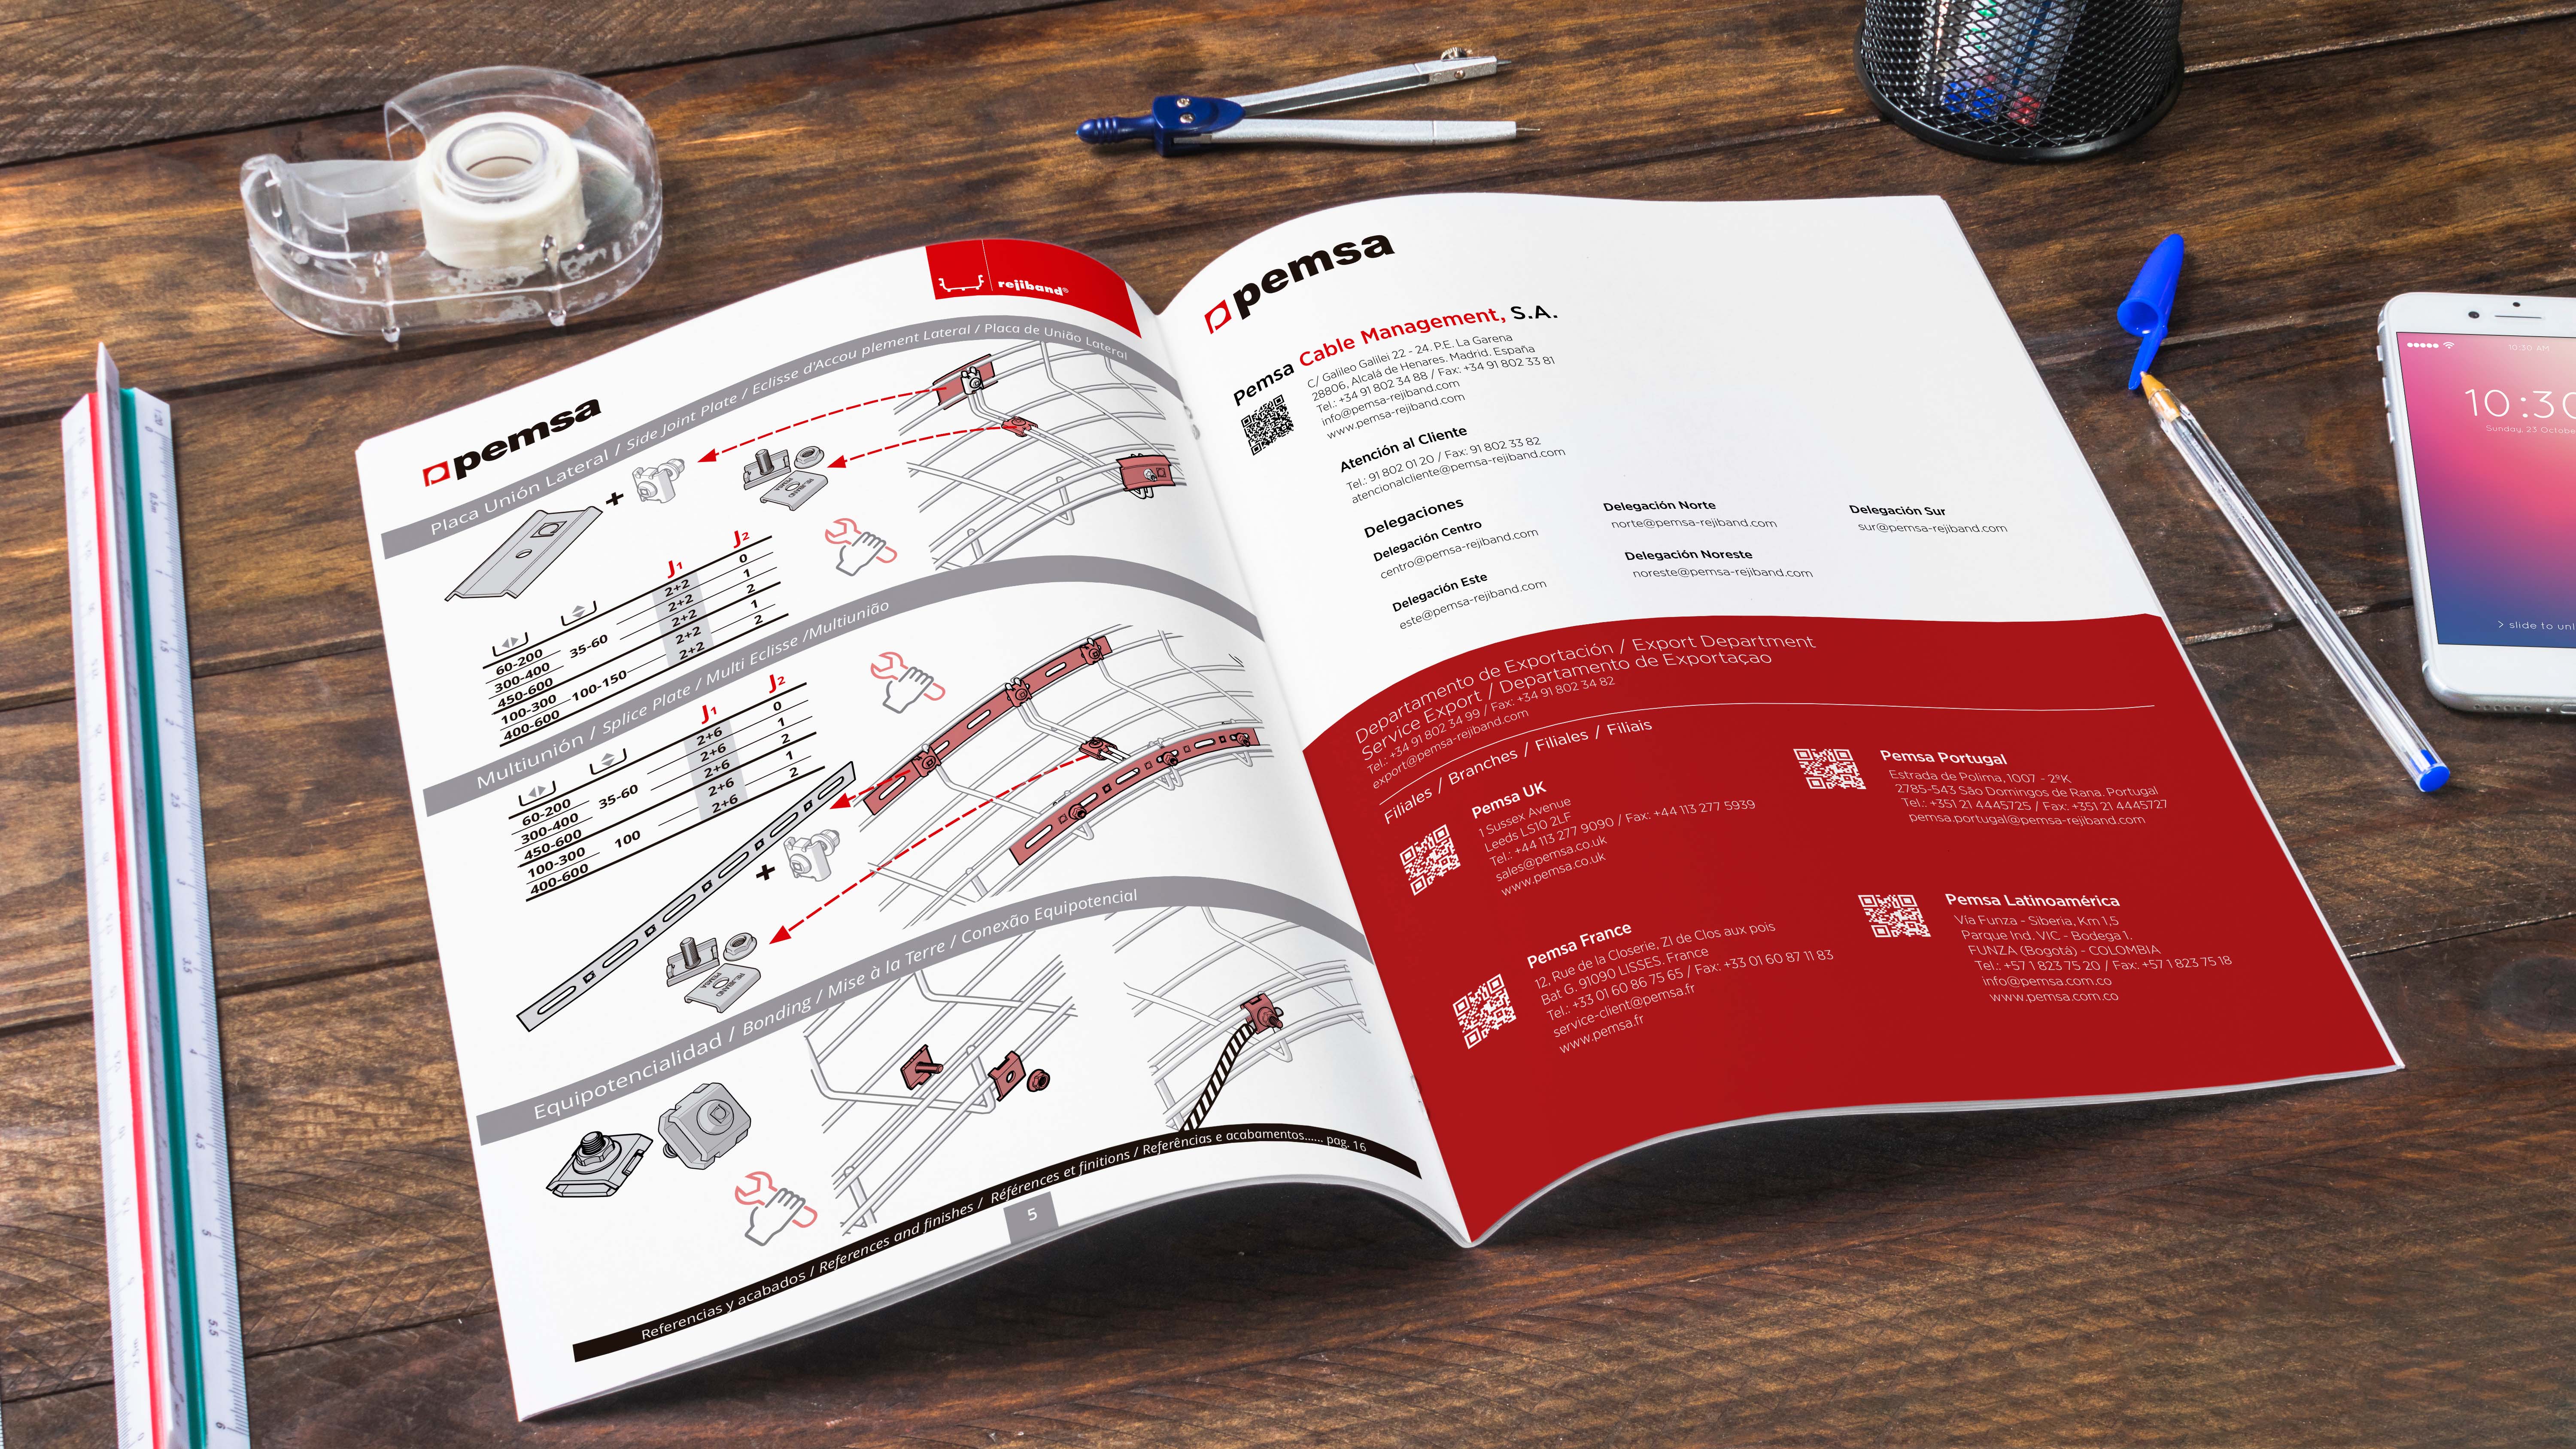 pemsa
rejiband®
Placa Unión Lateral / Side Joint Plate / Eclisse d'Accou plement Lateral / Placa de União Lateral
+
J1 J2
60-200 35-60 2+2 0
300-400 2+2 1
450-600 2+2 2
100-300 100-150 2+2 1
400-600 2+2 2
Multiunión / Splice Plate / Multi Eclisse /Multiunião
J1 J2
60-200 35-60 2+6 0
300-400 2+6 1
450-600 2+6 2
100-300 100 2+6 1
400-600 2+6 2
+
Equipotencialidad / Bonding / Mise à la Terre / Conexão Equipotencial
Referencias y acabados / References and finishes / Références et finitions / Referências e acabamentos...... pag. 16
5
pemsa
Pemsa Cable Management, S.A.
C/ Galileo Galilei 22 - 24. P.E. La Garena
28806, Alcalá de Henares. Madrid. España
Tel.: +34 91 802 34 88 / Fax: +34 91 802 33 81
info@pemsa-rejiband.com
www.pemsa-rejiband.com
Atención al Cliente
Tel.: 91 802 01 20 / Fax: 91 802 33 82
atencionalcliente@pemsa-rejiband.com
Delegaciones
Delegación Centro
centro@pemsa-rejiband.com
Delegación Este
este@pemsa-rejiband.com
Delegación Norte
norte@pemsa-rejiband.com
Delegación Noreste
noreste@pemsa-rejiband.com
Delegación Sur
sur@pemsa-rejiband.com
Departamento de Exportación / Export Department
Service Export / Departamento de Exportaçao
Tel.: +34 91 802 34 99 / Fax: +34 91 802 34 82
export@pemsa-rejiband.com
Filiales / Branches / Filiales / Filiais
Pemsa UK
1 Sussex Avenue
Leeds LS10 2LF
Tel.: +44 113 277 9090 / Fax: +44 113 277 5939
sales@pemsa.co.uk
www.pemsa.co.uk
Pemsa Portugal
Estrada de Polima, 1007 - 2ºK
2785-543 São Domingos de Rana. Portugal
Tel.: +351 21 4445725 / Fax: +351 21 4445727
pemsa.portugal@pemsa-rejiband.com
Pemsa France
12, Rue de la Closerie, ZI de Clos aux pois
Bat G. 91090 LISSES. France
Tel.: +33 01 60 86 75 65 / Fax: +33 01 60 87 11 83
service-client@pemsa.fr
www.pemsa.fr
Pemsa Latinoamérica
Vía Funza - Siberia, Km 1,5
Parque Ind. VIC - Bodega 1.
FUNZA (Bogotá) - COLOMBIA
Tel.: +57 1 823 75 20 / Fax: +57 1 823 75 18
info@pemsa.com.co
www.pemsa.com.co
10:30 AM
10:30
Sunday, 23
> slide to